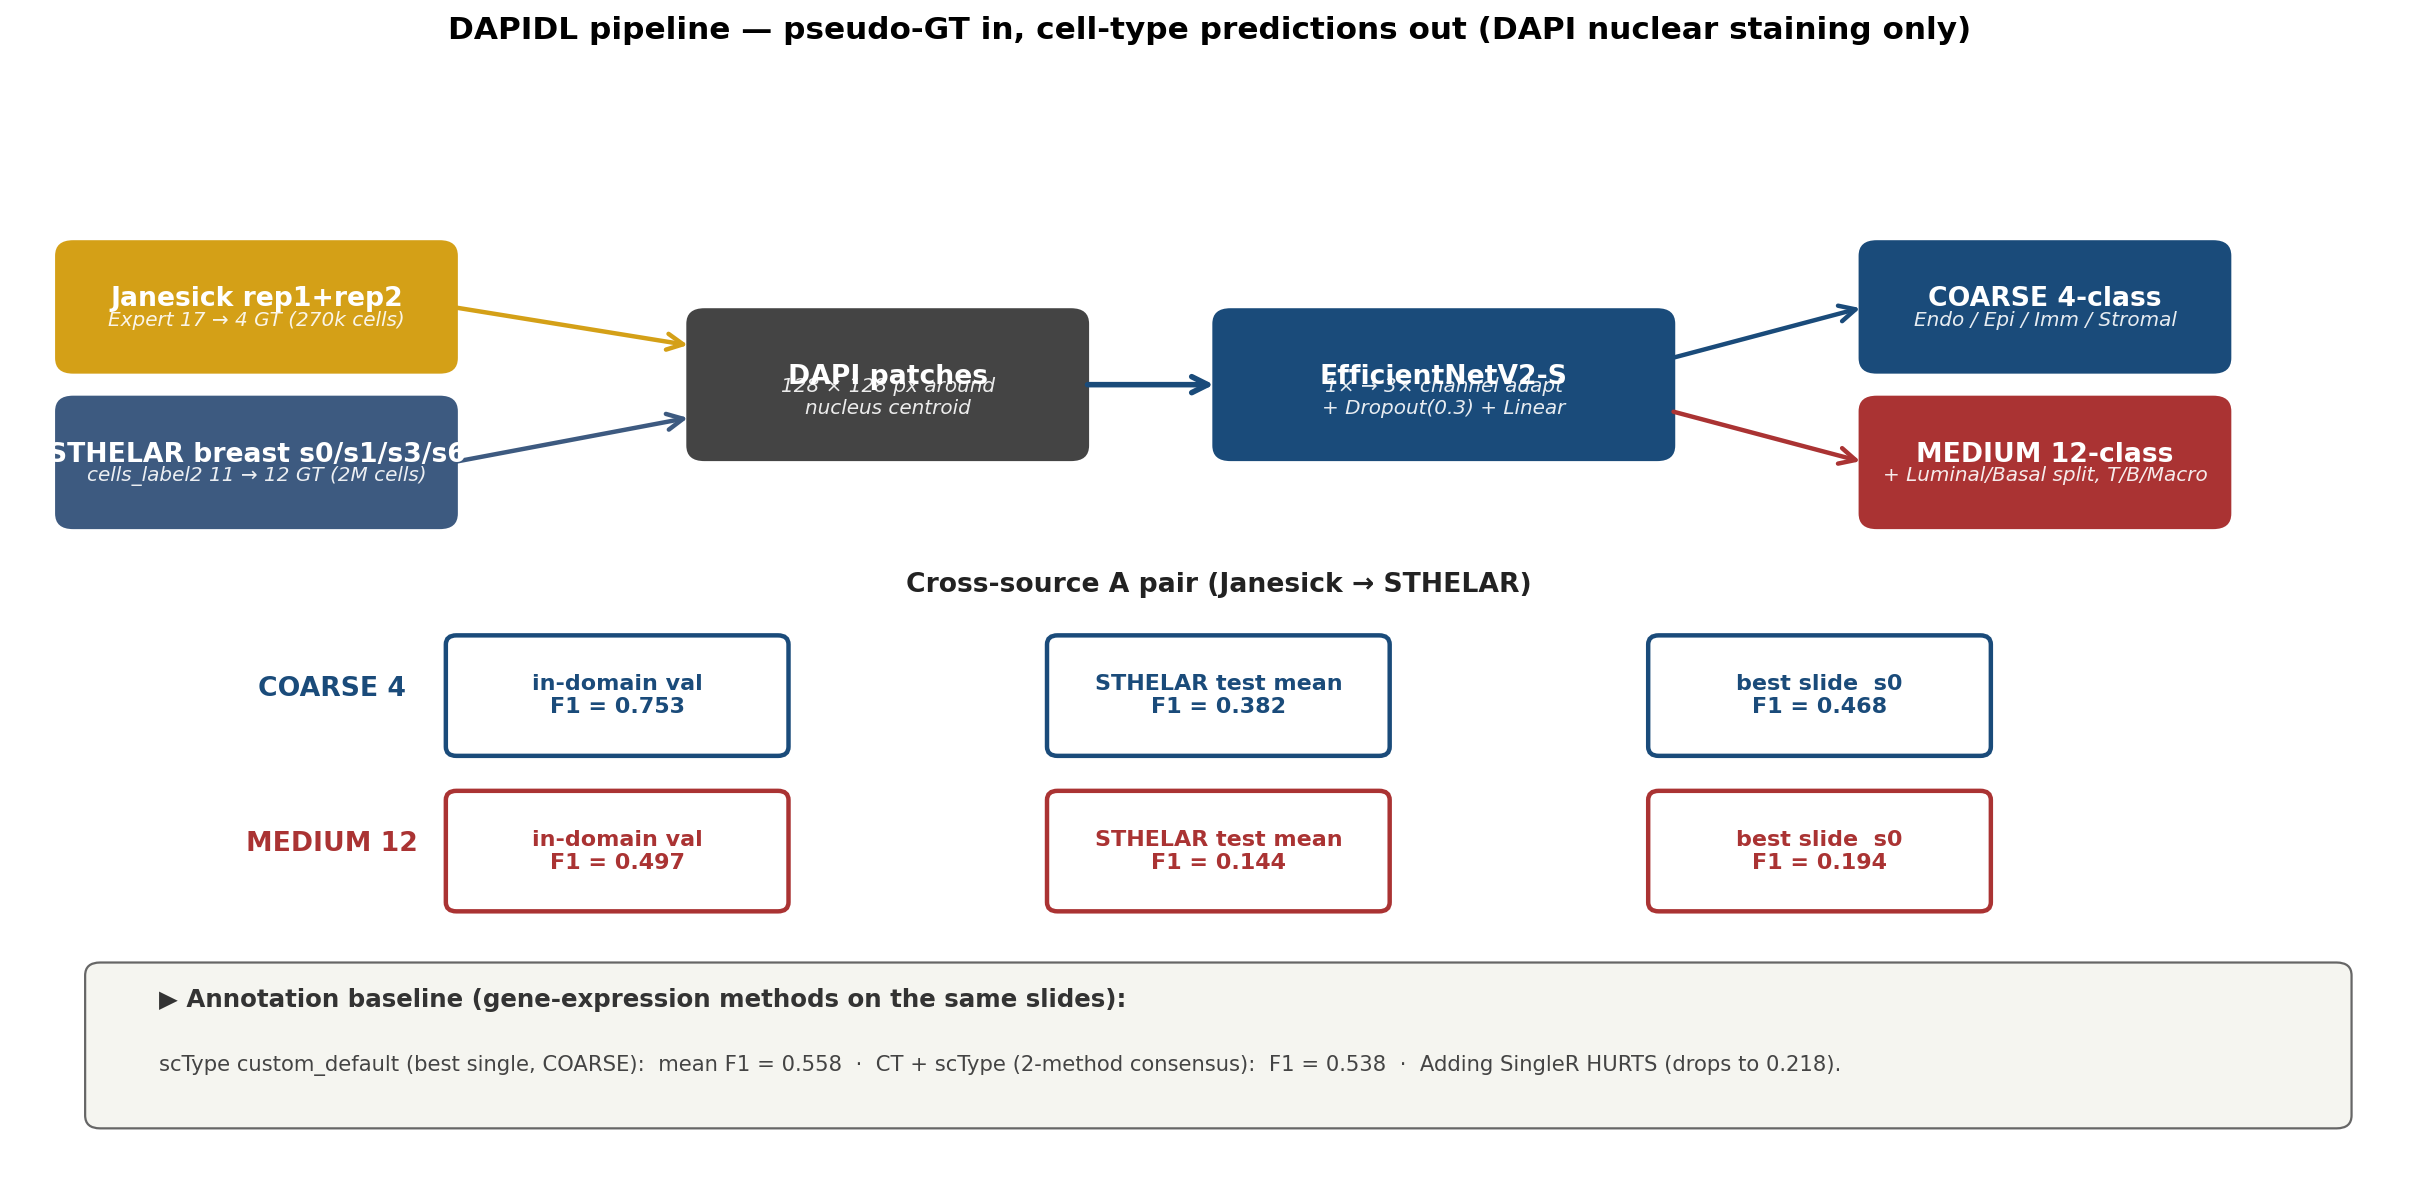 DAPIDL pipeline — pseudo-GT in, cell-type predictions out (DAPI nuclear staining only)
Janesick rep1+rep2
Expert 17 → 4 GT (270k cells)
STHELAR breast s0/s1/s3/s6
cells_label2 11 → 12 GT (2M cells)
DAPI patches
128 × 128 px around
nucleus centroid
EfficientNetV2-S
1× → 3× channel adapt
+ Dropout(0.3) + Linear
COARSE 4-class
Endo / Epi / Imm / Stromal
MEDIUM 12-class
+ Luminal/Basal split, T/B/Macro
Cross-source A pair (Janesick → STHELAR)
COARSE 4
in-domain val
F1 = 0.753
STHELAR test mean
F1 = 0.382
best slide  s0
F1 = 0.468
MEDIUM 12
in-domain val
F1 = 0.497
STHELAR test mean
F1 = 0.144
best slide  s0
F1 = 0.194
▶ Annotation baseline (gene-expression methods on the same slides):
scType custom_default (best single, COARSE):  mean F1 = 0.558  ·  CT + scType (2-method consensus):  F1 = 0.538  ·  Adding SingleR HURTS (drops to 0.218).